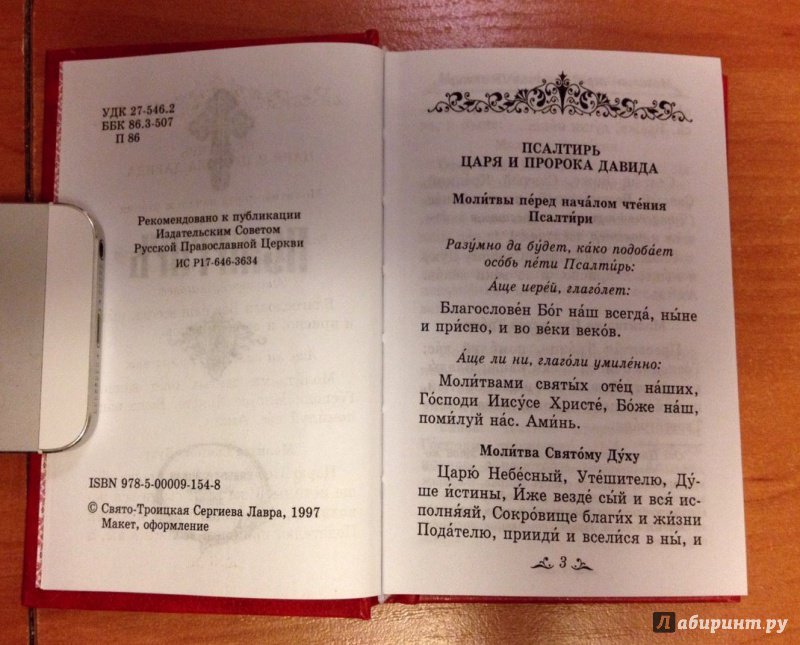 УДК 27-546.2
ББК 86.3-507
П 86
Рекомендовано к публикации
Издательским Советом
Русской Православной Церкви
ИС Р17-646-3634
ISBN 978-5-00009-154-8
© Свято-Троицкая Сергиева Лавра, 1997
Макет, оформление
ПСАЛТИРЬ
ЦАРЯ И ПРОРОКА ДАВИДА
Моли́твы пе́ред нача́лом чте́ния
Псалти́ри
Разу́мно да бу́дет, ка́ко подоба́ет
осо́бь пе́ти Псалти́рь:
А́ще иере́й, глаго́лет:
Благослове́н Бо́г на́ш всегда́, ны́не
и при́сно, и во ве́ки веко́в.
А́ще ли ни, глаго́ли умиле́нно:
Моли́твами святы́х оте́ц на́ших,
Го́споди Иису́се Христе́, Бо́же на́ш,
поми́луй на́с. Ами́нь.
Моли́тва Свято́му Ду́ху
Царю́ Небе́сный, Уте́шителю, Ду́-
ше и́стины, И́же везде́ сы́й и вся́ ис-
полня́яй, Сокро́вище благи́х и жи́зни
Пода́телю, прииди́ и всели́ся в ны́, и
3
Лабиринт.ру